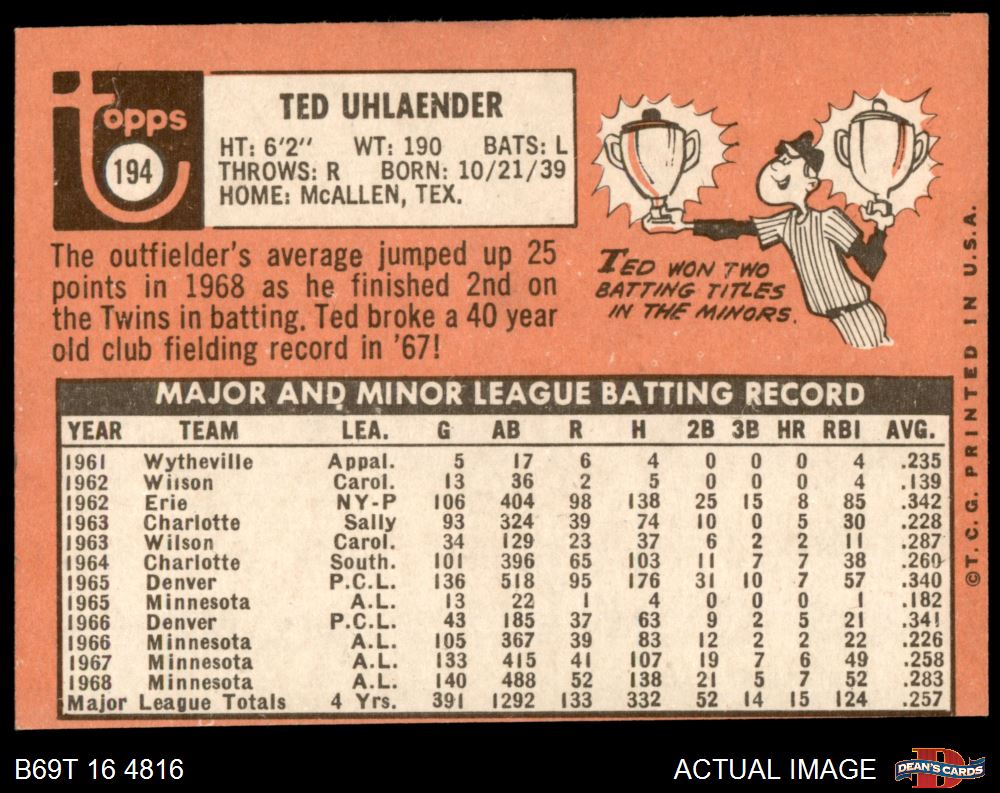 Topps
194
TED UHLAENDER
HT: 6'2" WT: 190 BATS: L
THROWS: R BORN: 10/21/39
HOME: McALLEN, TEX.
The outfielder's average jumped up 25
points in 1968 as he finished 2nd on
the Twins in batting. Ted broke a 40 year
old club fielding record in '67!
TED WON TWO
BATTING TITLES
IN THE MINORS.
MAJOR AND MINOR LEAGUE BATTING RECORD
YEAR TEAM LEA. G AB R H 2B 3B HR RBI AVG.
1961 Wytheville Appal. 5 17 6 4 0 0 0 4 .235
1962 Wilson Carol. 13 36 2 5 0 0 0 4 .139
1962 Erie NY-P 106 404 98 138 25 15 8 85 .342
1963 Charlotte Sally 93 324 39 74 10 0 5 30 .228
1963 Wilson Carol. 34 129 23 37 6 2 2 11 .287
1964 Charlotte South. 101 396 65 103 11 7 7 38 .260
1965 Denver P.C.L. 136 518 95 176 31 10 7 57 .340
1965 Minnesota A.L. 13 22 1 4 0 0 0 1 .182
1966 Denver P.C.L. 43 185 37 63 9 2 5 21 .341
1966 Minnesota A.L. 105 367 39 83 12 2 2 22 .226
1967 Minnesota A.L. 133 415 41 107 19 7 6 49 .258
1968 Minnesota A.L. 140 488 52 138 21 5 7 52 .283
Major League Totals 4 Yrs. 391 1292 133 332 52 14 15 124 .257
© T. C. G. PRINTED IN U.S.A.
B69T 16 4816
ACTUAL IMAGE
DEAN'S CARDS